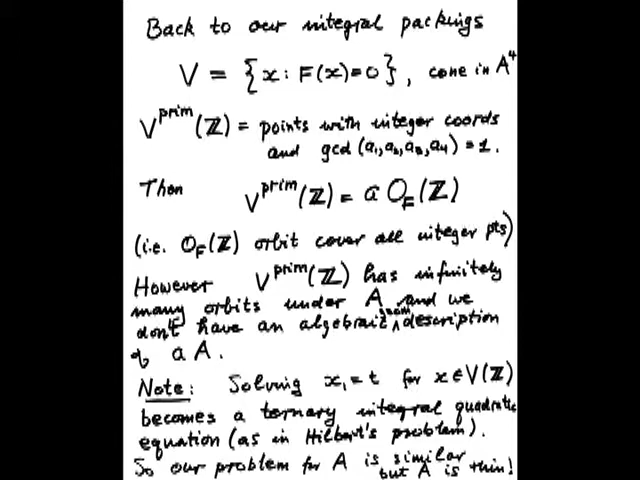 Back to our integral packings
V = {x : F(x)=0}, cone in A⁴
V^prim(ℤ) = points with integer coords
and gcd(a₁,a₂,a₃,a₄) = 1.
Then V^prim(ℤ) = a O_F(ℤ)
(i.e. O_F(ℤ) orbit cover all integer pts)
However V^prim(ℤ) has infinitely
many orbits under A, and we
don't have an algebraic geom description
of a A.
Note: Solving x₁=t for x∈V(ℤ)
becomes a ternary integral quadratic
equation (as in Hilbert's problem).
So our problem for A is similar
but A is thin!